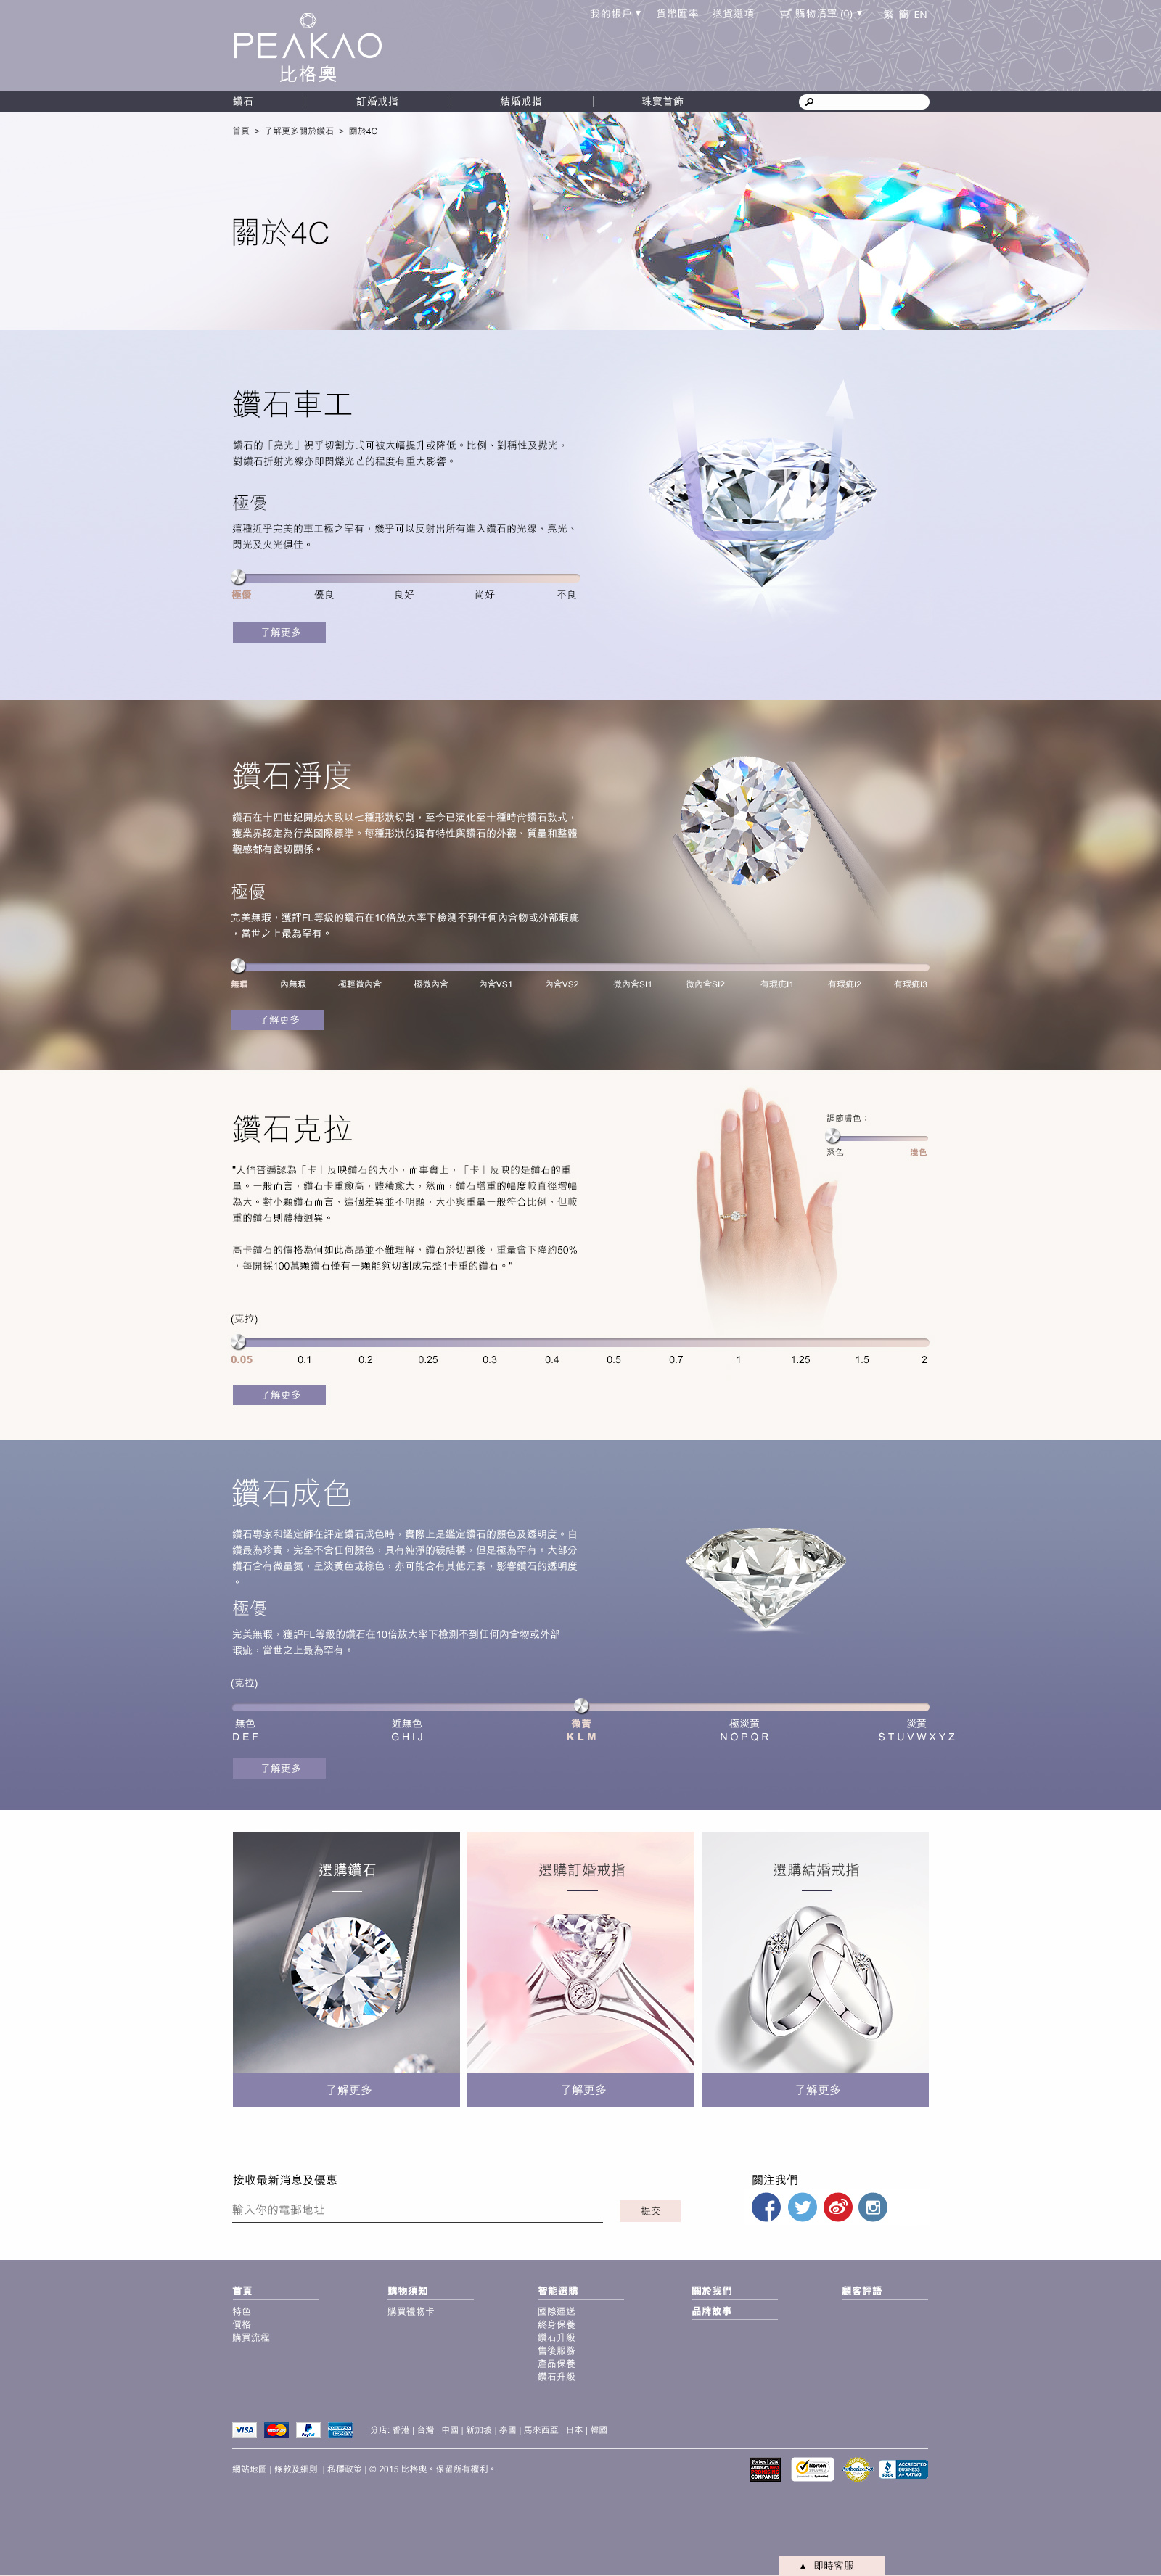 我的帳戶 ▼ 貨幣匯率 送貨選項 購物清單 (0) ▼ 繁 簡 EN
PEAKAO
比格奧
鑽石 | 訂婚戒指 | 結婚戒指 | 珠寶首飾
首頁 > 了解更多關於鑽石 > 關於4C
關於4C
鑽石車工
鑽石的「亮光」視乎切割方式可被大幅提升或降低。比例、對稱性及拋光，
對鑽石折射光線亦即閃爍光芒的程度有重大影響。
極優
這種近乎完美的車工極之罕有，幾乎可以反射出所有進入鑽石的光線，亮光、
閃光及火光俱佳。
極優 優良 良好 尚好 不良
了解更多
鑽石淨度
鑽石在十四世紀開始大致以七種形狀切割，至今已演化至十種時尚鑽石款式，
獲業界認定為行業國際標準。每種形狀的獨有特性與鑽石的外觀、質量和整體
觀感都有密切關係。
極優
完美無瑕，獲評FL等級的鑽石在10倍放大率下檢測不到任何內含物或外部瑕疵
，當世之上最為罕有。
無瑕 內無瑕 極輕微內含 極微內含 內含VS1 內含VS2 微內含SI1 微內含SI2 有瑕疵I1 有瑕疵I2 有瑕疵I3
了解更多
鑽石克拉
調節膚色：
深色 淺色
"人們普遍認為「卡」反映鑽石的大小，而事實上，「卡」反映的是鑽石的重
量。一般而言，鑽石卡重愈高，體積愈大，然而，鑽石增重的幅度較直徑增幅
為大。對小顆鑽石而言，這個差異並不明顯，大小與重量一般符合比例，但較
重的鑽石則體積迥異。
高卡鑽石的價格為何如此高昂並不難理解，鑽石於切割後，重量會下降約50%
，每開採100萬顆鑽石僅有一顆能夠切割成完整1卡重的鑽石。"
(克拉)
0.05 0.1 0.2 0.25 0.3 0.4 0.5 0.7 1 1.25 1.5 2
了解更多
鑽石成色
鑽石專家和鑑定師在評定鑽石成色時，實際上是鑑定鑽石的顏色及透明度。白
鑽最為珍貴，完全不含任何顏色，具有純淨的碳結構，但是極為罕有。大部分
鑽石含有微量氮，呈淡黃色或棕色，亦可能含有其他元素，影響鑽石的透明度
。
極優
完美無瑕，獲評FL等級的鑽石在10倍放大率下檢測不到任何內含物或外部
瑕疵，當世之上最為罕有。
(克拉)
無色 近無色 微黃 極淡黃 淡黃
D E F G H I J K L M N O P Q R S T U V W X Y Z
了解更多
選購鑽石 選購訂婚戒指 選購結婚戒指
了解更多 了解更多 了解更多
接收最新消息及優惠 關注我們
輸入你的電郵地址 提交
首頁 購物須知 智能選購 關於我們 顧客評語
特色 購買禮物卡 國際運送 品牌故事
價格 終身保養
購買流程 鑽石升級
售後服務
產品保養
鑽石升級
VISA MasterCard PayPal AMERICAN EXPRESS 分店: 香港 | 台灣 | 中國 | 新加坡 | 泰國 | 馬來西亞 | 日本 | 韓國
網站地圖 | 條款及細則 | 私穩政策 | © 2015 比格奧。保留所有權利。
Forbes 2014 AMERICA'S MOST PROMISING COMPANIES Norton Authorize.Net BBB ACCREDITED BUSINESS A+ RATING
▲ 即時客服